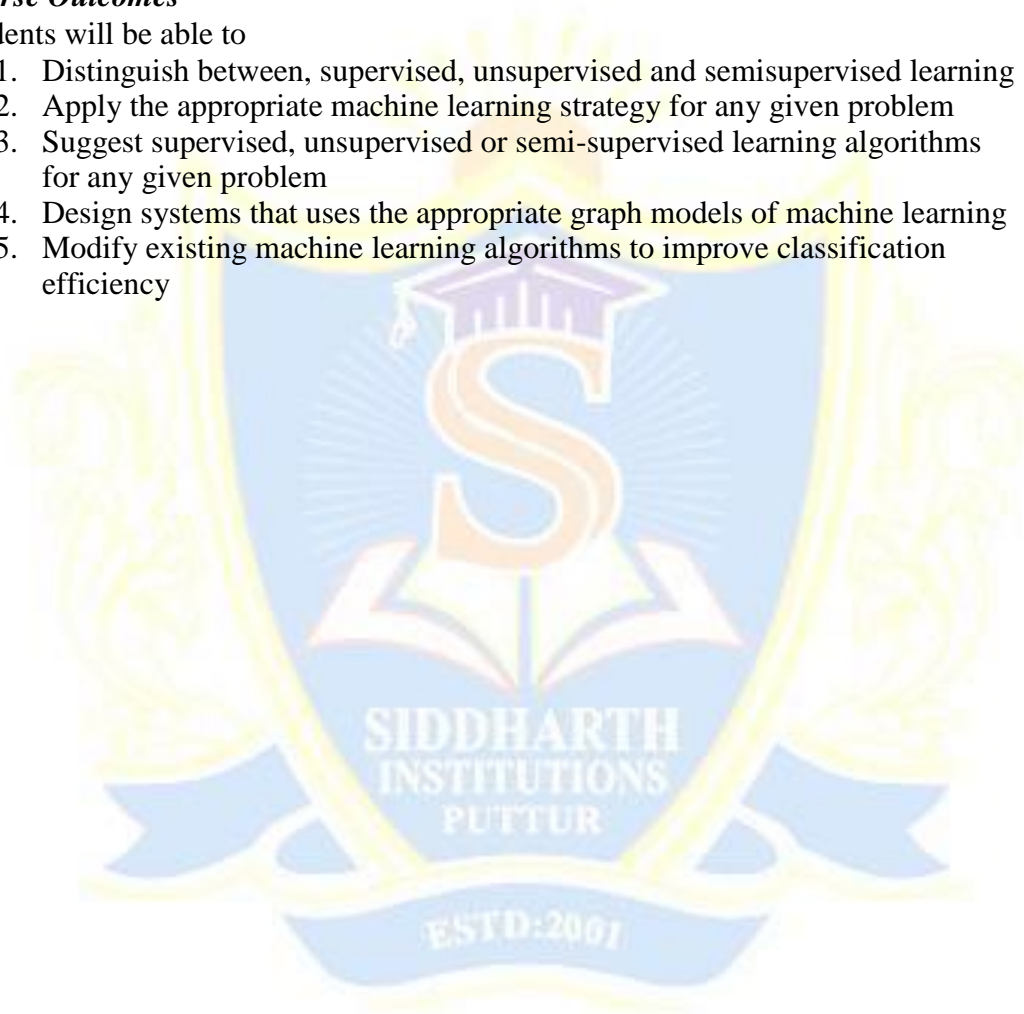 rse Outcomes
dents will be able to
1. Distinguish between, supervised, unsupervised and semisupervised learning
2. Apply the appropriate machine learning strategy for any given problem
3. Suggest supervised, unsupervised or semi-supervised learning algorithms
for any given problem
4. Design systems that uses the appropriate graph models of machine learning
5. Modify existing machine learning algorithms to improve classification
efficiency
S
SIDDHARTH
INSTITUTIONS
PUTTUR
ESTD:2001